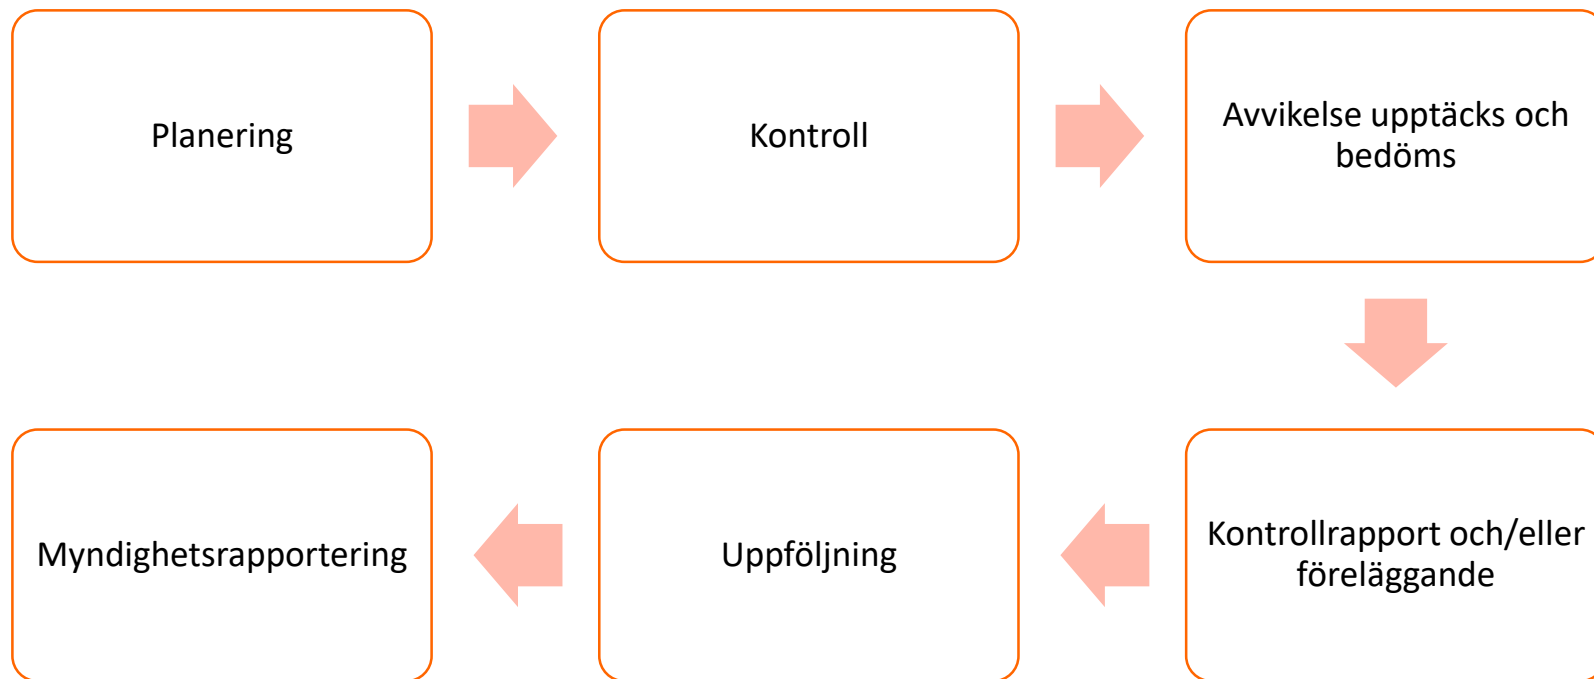 Planering
Kontroll
Avvikelse upptäcks och
bedöms
Kontrollrapport och/eller
föreläggande
Uppföljning
Myndighetsrapportering